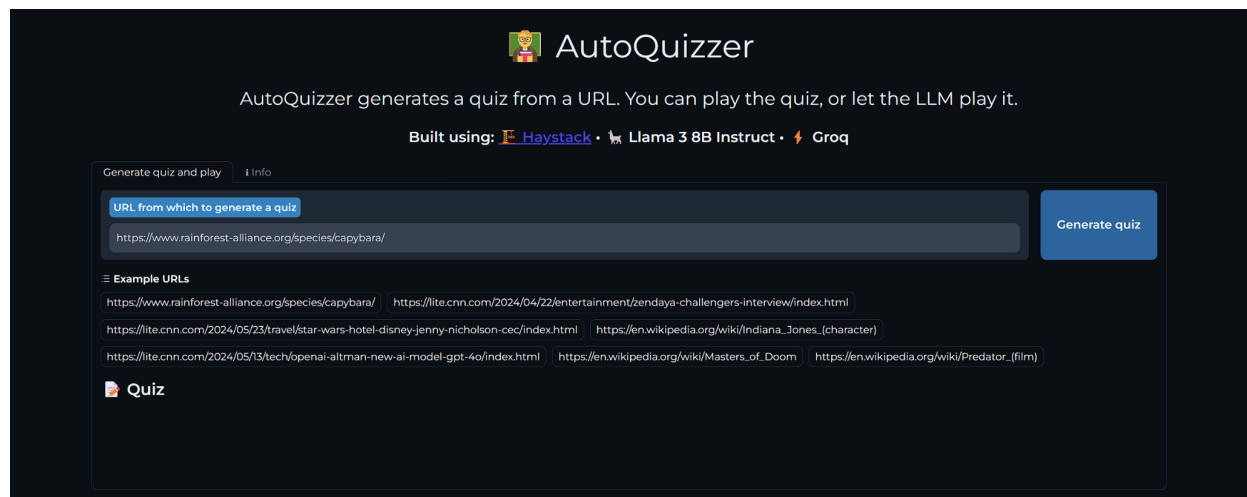 AutoQuizzer
AutoQuizzer generates a quiz from a URL. You can play the quiz, or let the LLM play it.
Built using: Haystack • Llama 3 8B Instruct • Groq
Generate quiz and play
Info
URL from which to generate a quiz
https://www.rainforest-alliance.org/species/capybara/
Generate quiz
Example URLs
https://www.rainforest-alliance.org/species/capybara/
https://lite.cnn.com/2024/04/22/entertainment/zendaya-challengers-interview/index.html
https://lite.cnn.com/2024/05/23/travel/star-wars-hotel-disney-jenny-nicholson-cec/index.html
https://en.wikipedia.org/wiki/Indiana_Jones_(character)
https://lite.cnn.com/2024/05/13/tech/openai-altman-new-ai-model-gpt-4o/index.html
https://en.wikipedia.org/wiki/Masters_of_Doom
https://en.wikipedia.org/wiki/Predator_(film)
Quiz